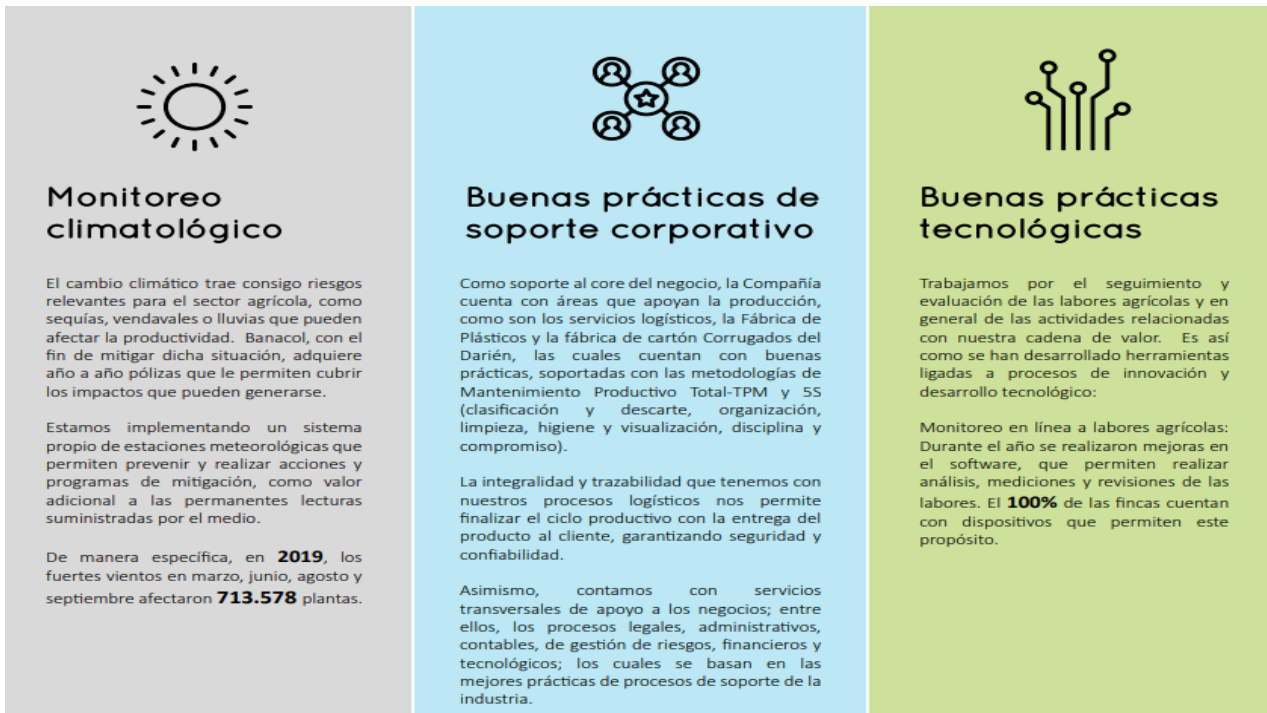 Monitoreo
climatológico
El cambio climático trae consigo riesgos
relevantes para el sector agrícola, como
sequías, vendavales o lluvias que pueden
afectar la productividad. Banacol, con el
fin de mitigar dicha situación, adquiere
año a año pólizas que le permiten cubrir
los impactos que pueden generarse.
Estamos implementando un sistema
propio de estaciones meteorológicas que
permiten prevenir y realizar acciones y
programas de mitigación, como valor
adicional a las permanentes lecturas
suministradas por el medio.
De manera específica, en 2019, los
fuertes vientos en marzo, junio, agosto y
septiembre afectaron 713.578 plantas.
Buenas prácticas de
soporte corporativo
Como soporte al core del negocio, la Compañía
cuenta con áreas que apoyan la producción,
como son los servicios logísticos, la Fábrica de
Plásticos y la fábrica de cartón Corrugados del
Darién, las cuales cuentan con buenas
prácticas, soportadas con las metodologías de
Mantenimiento Productivo Total-TPM y 5S
(clasificación y descarte, organización,
limpieza, higiene y visualización, disciplina y
compromiso).
La integralidad y trazabilidad que tenemos con
nuestros procesos logísticos nos permite
finalizar el ciclo productivo con la entrega del
producto al cliente, garantizando seguridad y
confiabilidad.
Asimismo, contamos con servicios
transversales de apoyo a los negocios; entre
ellos, los procesos legales, administrativos,
contables, de gestión de riesgos, financieros y
tecnológicos; los cuales se basan en las
mejores prácticas de procesos de soporte de la
industria.
Buenas prácticas
tecnológicas
Trabajamos por el seguimiento y
evaluación de las labores agrícolas y en
general de las actividades relacionadas
con nuestra cadena de valor. Es así
como se han desarrollado herramientas
ligadas a procesos de innovación y
desarrollo tecnológico:
Monitoreo en línea a labores agrícolas:
Durante el año se realizaron mejoras en
el software, que permiten realizar
análisis, mediciones y revisiones de las
labores. El 100% de las fincas cuentan
con dispositivos que permiten este
propósito.